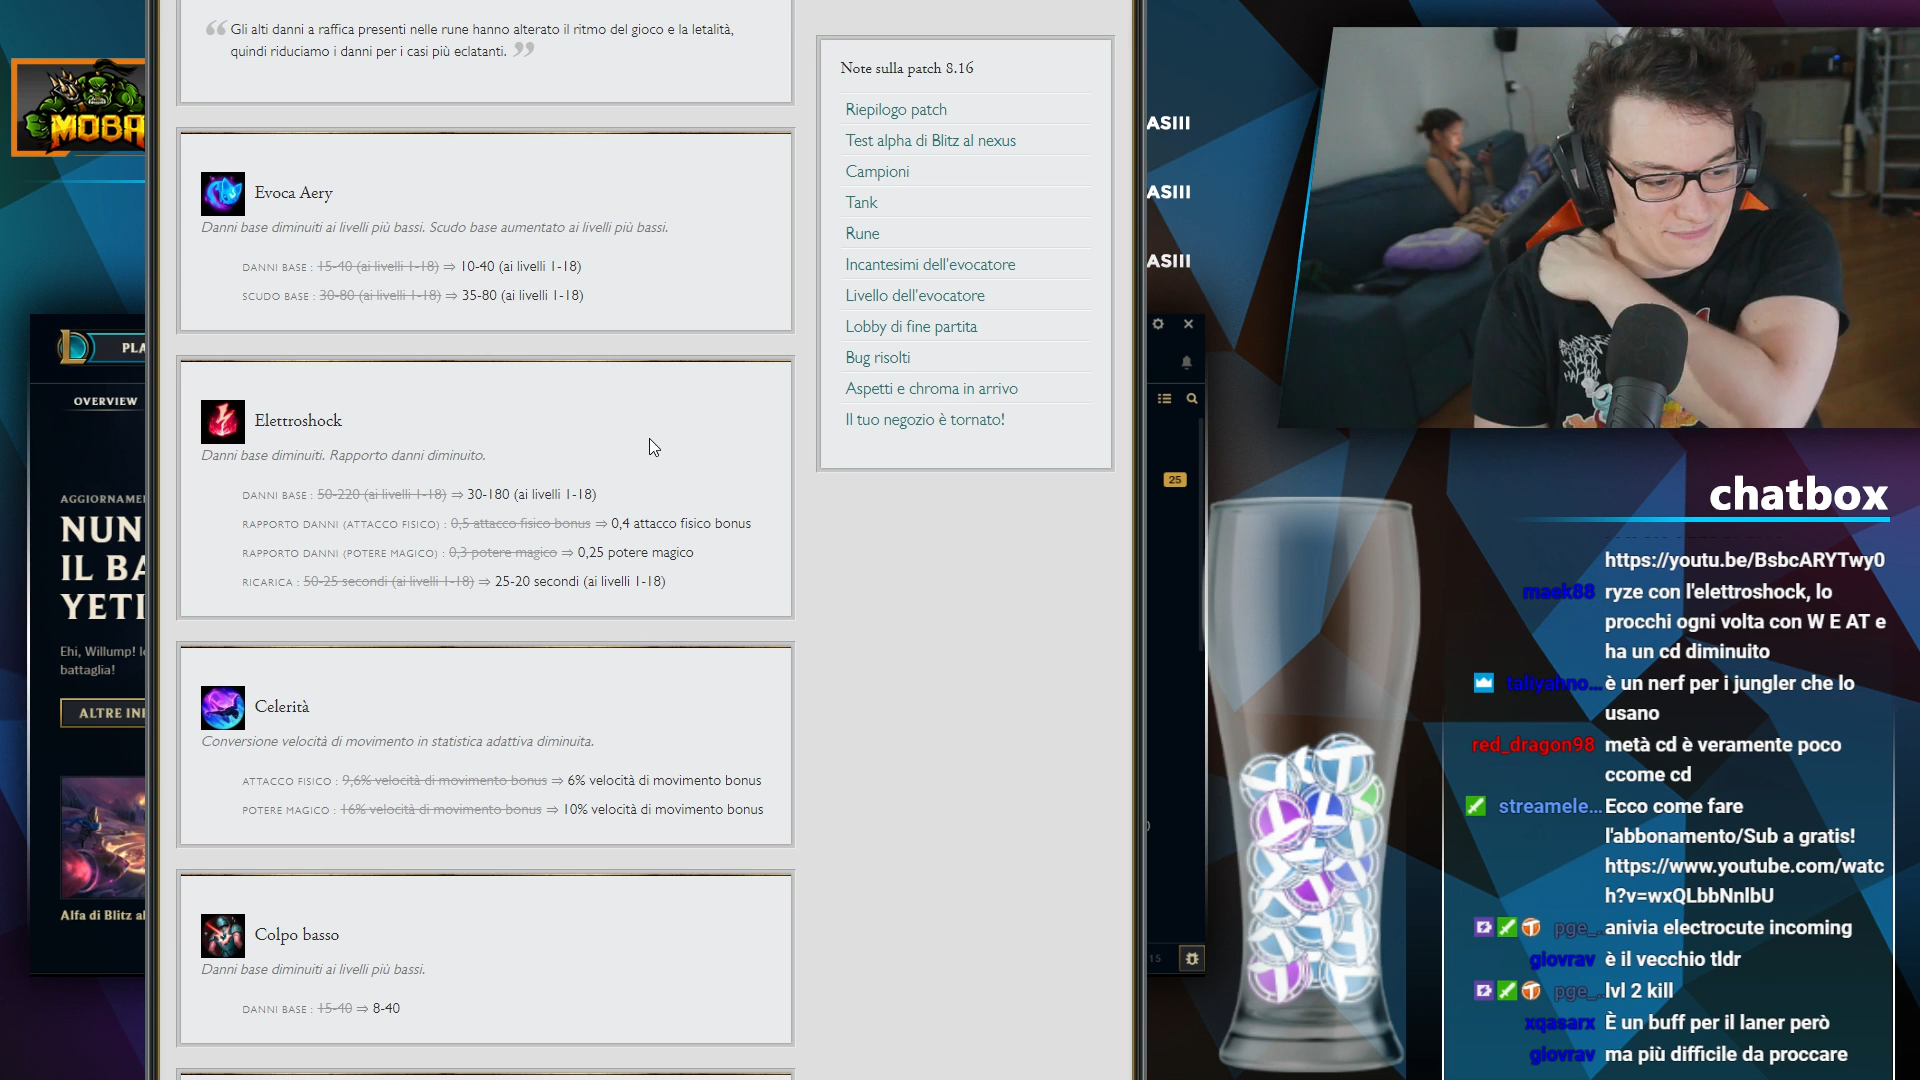 Gli alti danni a raffica presenti nelle rune hanno alterato il ritmo del gioco e la letalità,
quindi riduciamo i danni per i casi più eclatanti.
Evoca Aery
Danni base diminuiti ai livelli più bassi. Scudo base aumentato ai livelli più bassi.
DANNI BASE : 15-40 (ai livelli 1-18) ⇒ 10-40 (ai livelli 1-18)
SCUDO BASE : 30-80 (ai livelli 1-18) ⇒ 35-80 (ai livelli 1-18)
Elettroshock
Danni base diminuiti. Rapporto danni diminuito.
DANNI BASE : 50-220 (ai livelli 1-18) ⇒ 30-180 (ai livelli 1-18)
RAPPORTO DANNI (ATTACCO FISICO) : 0,5 attacco fisico bonus ⇒ 0,4 attacco fisico bonus
RAPPORTO DANNI (POTERE MAGICO) : 0,3 potere magico ⇒ 0,25 potere magico
RICARICA : 50-25 secondi (ai livelli 1-18) ⇒ 25-20 secondi (ai livelli 1-18)
Celerità
Conversione velocità di movimento in statistica adattiva diminuita.
ATTACCO FISICO : 9,6% velocità di movimento bonus ⇒ 6% velocità di movimento bonus
POTERE MAGICO : 16% velocità di movimento bonus ⇒ 10% velocità di movimento bonus
Colpo basso
Danni base diminuiti ai livelli più bassi.
DANNI BASE : 15-40 ⇒ 8-40
Note sulla patch 8.16
Riepilogo patch
Test alpha di Blitz al nexus
Campioni
Tank
Rune
Incantesimi dell'evocatore
Livello dell'evocatore
Lobby di fine partita
Bug risolti
Aspetti e chroma in arrivo
Il tuo negozio è tornato!
MOBA
PLA
OVERVIEW
AGGIORNAME
NUN
IL BA
YETI
Ehi, Willump! Io
battaglia!
ALTRE IN
Alfa di Blitz al
ASIII
ASIII
ASIII
25
15
chatbox
https://youtu.be/BsbcARYTwy0
maek88 ryze con l'elettroshock, lo
procchi ogni volta con W E AT e
ha un cd diminuito
taliyahno... è un nerf per i jungler che lo
usano
red_dragon98 metà cd è veramente poco
ccome cd
streamele... Ecco come fare
l'abbonamento/Sub a gratis!
https://www.youtube.com/watc
h?v=wxQLbbNnlbU
pge_... anivia electrocute incoming
giovrav è il vecchio tldr
pge_... lvl 2 kill
xqasarx È un buff per il laner però
giovrav ma più difficile da proccare